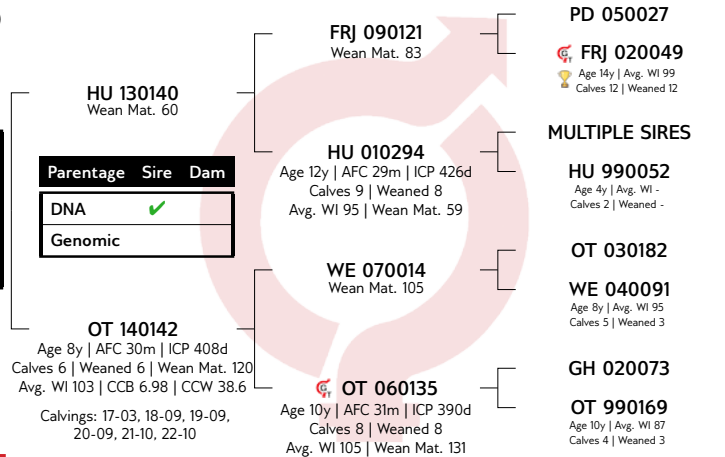 HU 130140
Wean Mat. 60
Parentage Sire Dam
DNA ✔
Genomic
OT 140142
Age 8y | AFC 30m | ICP 408d
Calves 6 | Weaned 6 | Wean Mat. 120
Avg. WI 103 | CCB 6.98 | CCW 38.6
Calvings: 17-03, 18-09, 19-09,
20-09, 21-10, 22-10
FRJ 090121
Wean Mat. 83
HU 010294
Age 12y | AFC 29m | ICP 426d
Calves 9 | Weaned 8
Avg. WI 95 | Wean Mat. 59
WE 070014
Wean Mat. 105
OT 060135
Age 10y | AFC 31m | ICP 390d
Calves 8 | Weaned 8
Avg. WI 105 | Wean Mat. 131
PD 050027
FRJ 020049
Age 14y | Avg. WI 99
Calves 12 | Weaned 12
MULTIPLE SIRES
HU 990052
Age 4y | Avg. WI -
Calves 2 | Weaned -
OT 030182
WE 040091
Age 8y | Avg. WI 95
Calves 5 | Weaned 3
GH 020073
OT 990169
Age 10y | Avg. WI 87
Calves 4 | Weaned 3